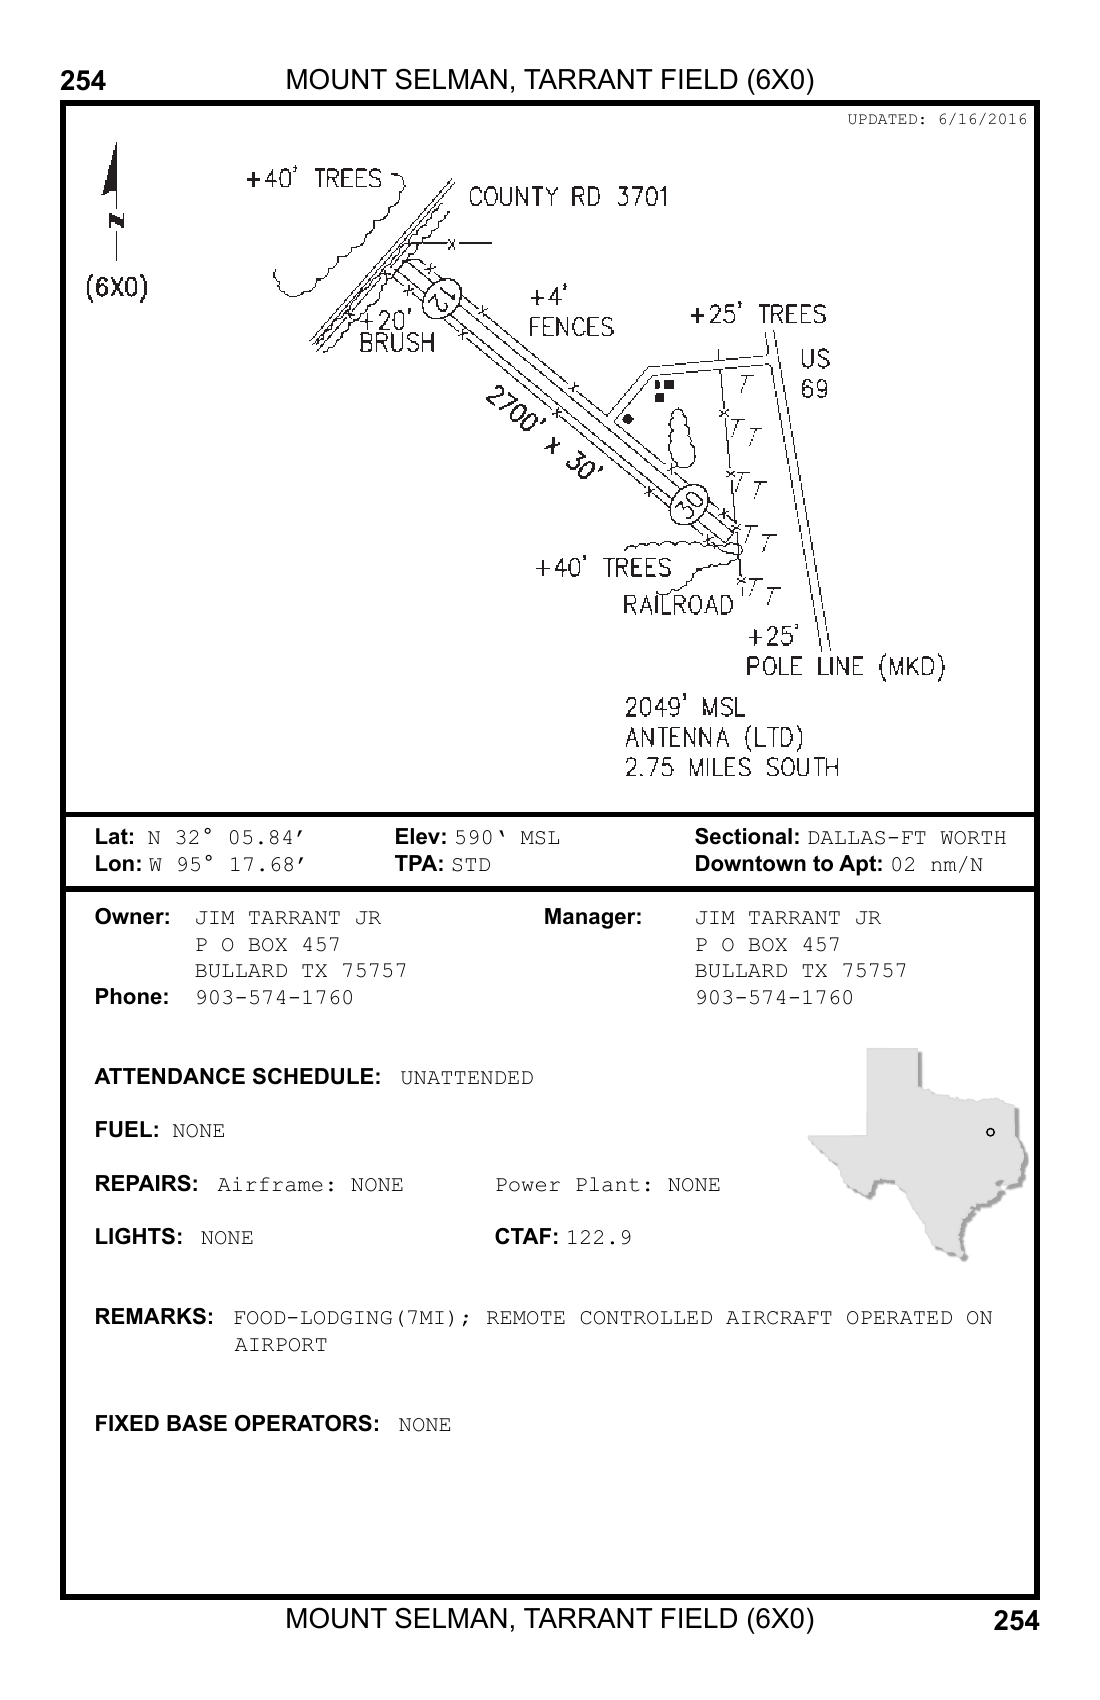 254 MOUNT SELMAN, TARRANT FIELD (6X0)
UPDATED: 6/16/2016
+40' TREES
COUNTY RD 3701
N
(6X0)
12
+20'
BRUSH
+4'
FENCES
+25' TREES
US
69
2700' x 30'
30
+40' TREES
RAILROAD
+25'
POLE LINE (MKD)
2049' MSL
ANTENNA (LTD)
2.75 MILES SOUTH
Lat: N 32° 05.84′ Elev: 590‘ MSL Sectional: DALLAS-FT WORTH
Lon: W 95° 17.68′ TPA: STD Downtown to Apt: 02 nm/N
Owner: JIM TARRANT JR Manager: JIM TARRANT JR
P O BOX 457 P O BOX 457
BULLARD TX 75757 BULLARD TX 75757
Phone: 903-574-1760 903-574-1760
ATTENDANCE SCHEDULE: UNATTENDED
FUEL: NONE
REPAIRS: Airframe: NONE Power Plant: NONE
LIGHTS: NONE CTAF: 122.9
REMARKS: FOOD-LODGING(7MI); REMOTE CONTROLLED AIRCRAFT OPERATED ON
AIRPORT
FIXED BASE OPERATORS: NONE
MOUNT SELMAN, TARRANT FIELD (6X0) 254